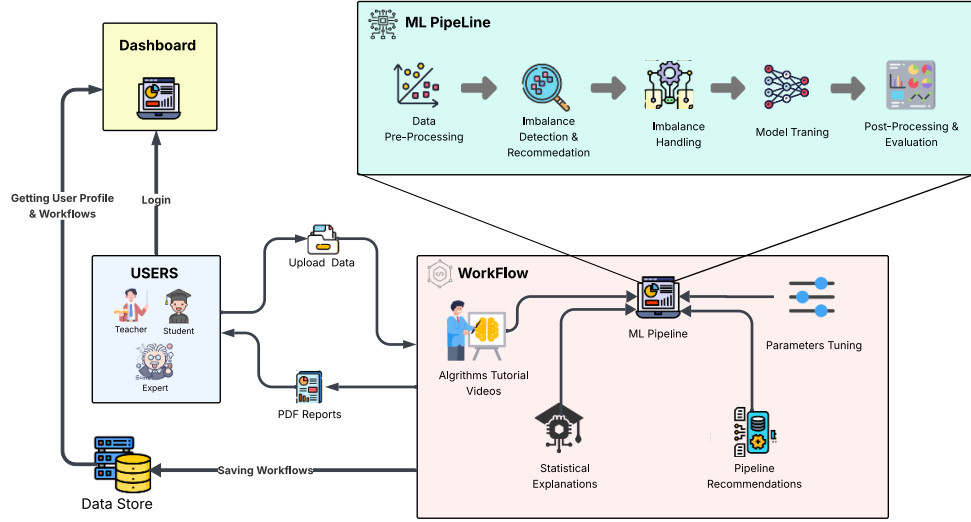 ML PipeLine
Data
Pre-Processing
Imbalance
Detection &
Recommedation
Imbalance
Handling
Model Traning
Post-Processing &
Evaluation
Dashboard
Getting User Profile
& Workflows
Login
USERS
Teacher
Student
Expert
Upload Data
PDF Reports
WorkFlow
Algrithms Tutorial
Videos
ML Pipeline
Parameters Tuning
Statistical
Explanations
Pipeline
Recommendations
Saving Workflows
Data Store